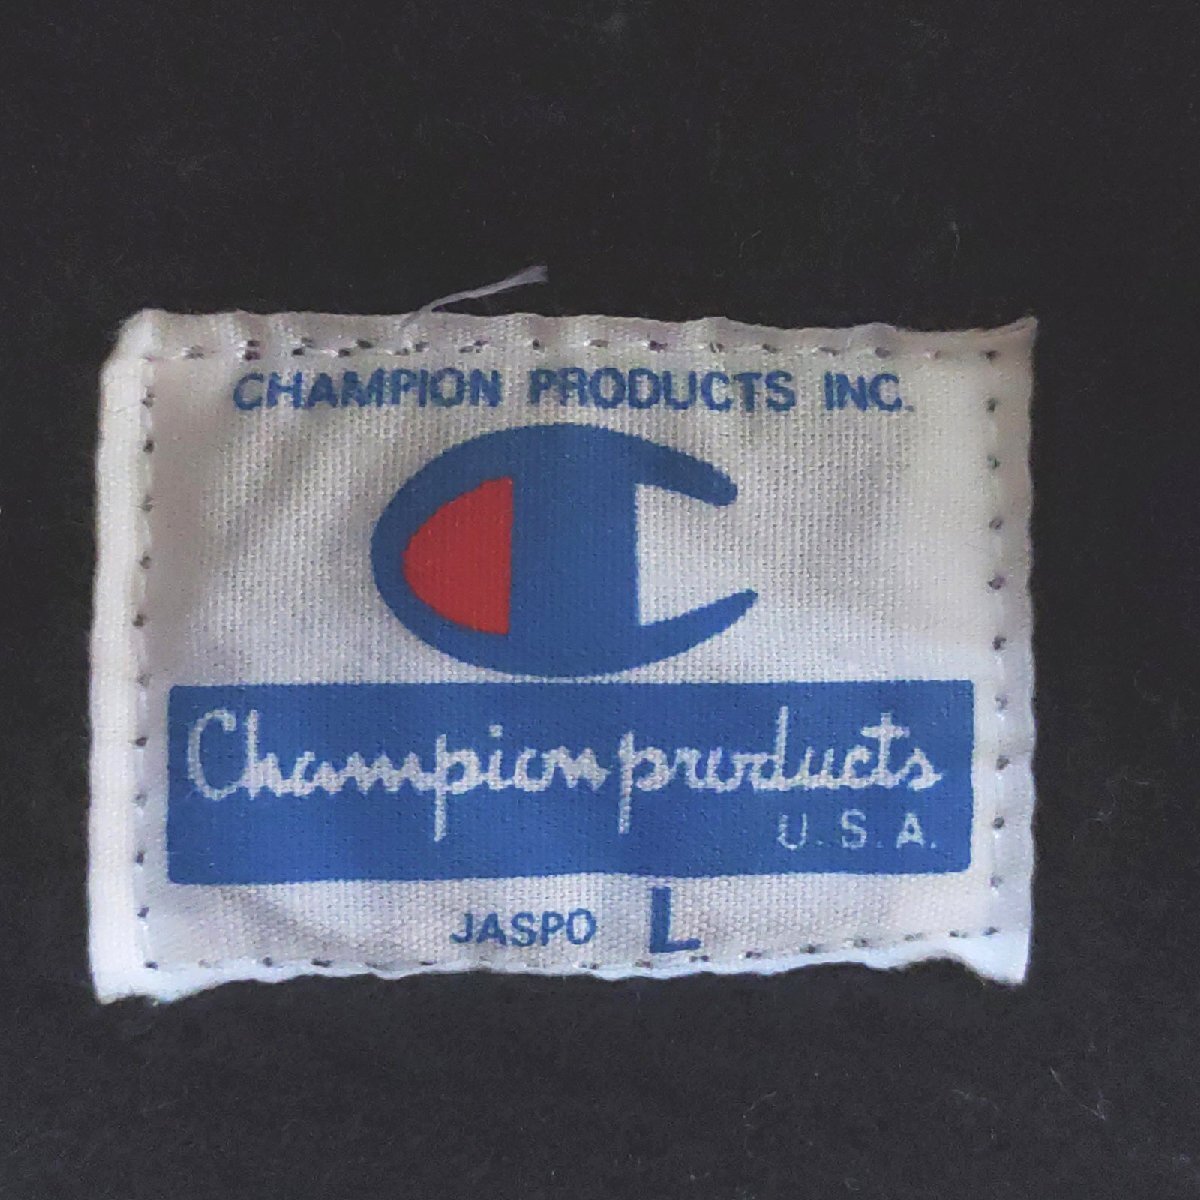 CHAMPION PRODUCTS INC.
Champion products
U.S.A.
JASPO L